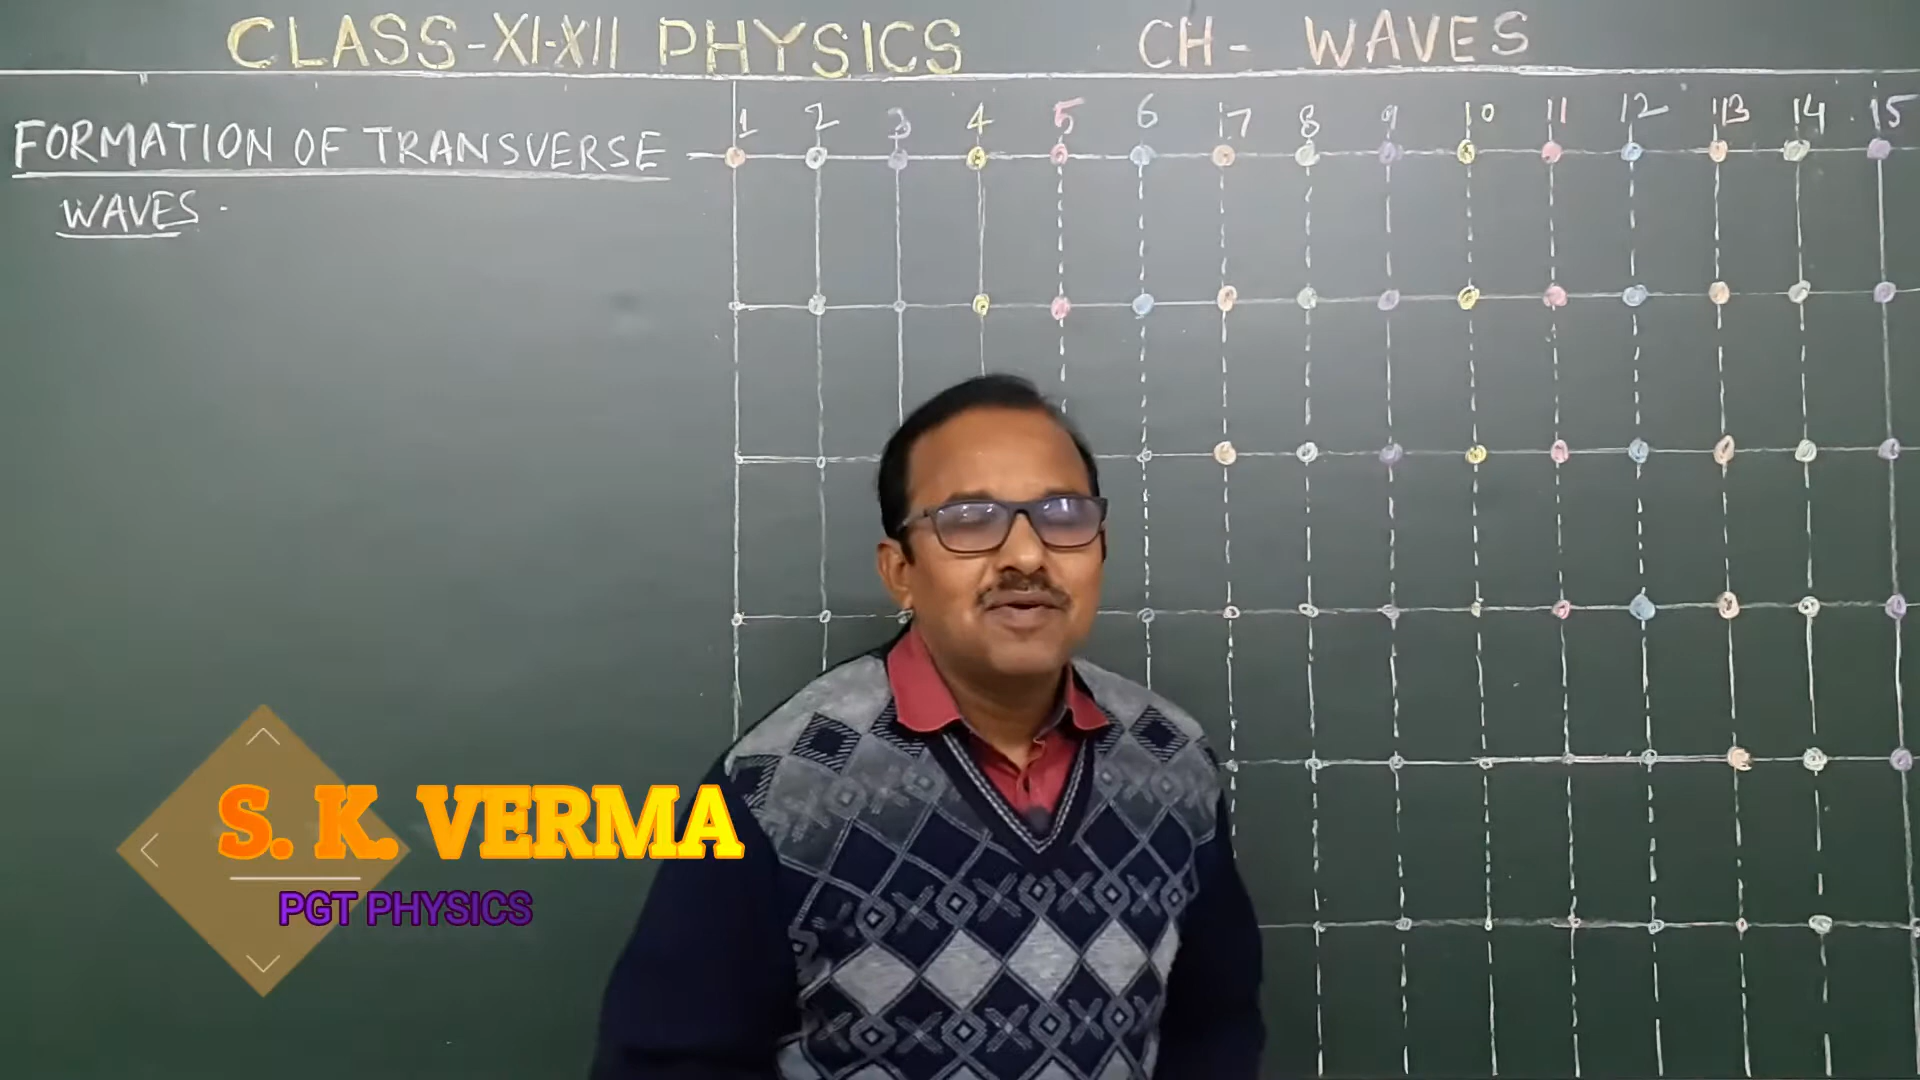 CLASS-XI-XII PHYSICS CH- WAVES
1 2 3 4 5 6 7 8 9 10 11 12 13 14 15
FORMATION OF TRANSVERSE
WAVES.
S. K. VERMA
PGT PHYSICS